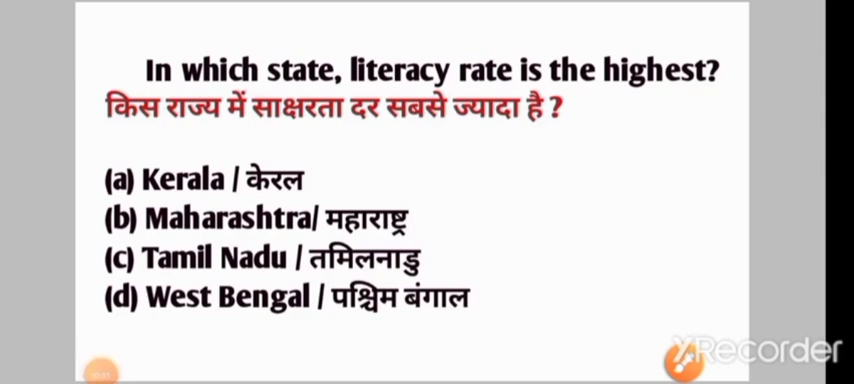 In which state, literacy rate is the highest?
किस राज्य में साक्षरता दर सबसे ज्यादा है ?
(a) Kerala / केरल
(b) Maharashtra/ महाराष्ट्र
(c) Tamil Nadu / तमिलनाडु
(d) West Bengal / पश्चिम बंगाल
XRecorder